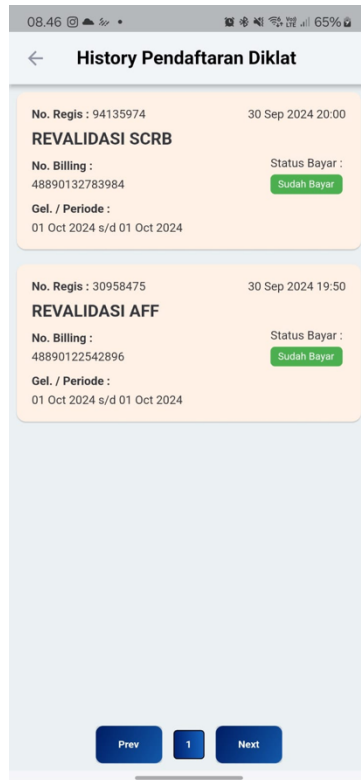 08.46 65%
History Pendaftaran Diklat
No. Regis : 94135974 30 Sep 2024 20:00
REVALIDASI SCRB
No. Billing : Status Bayar :
48890132783984 Sudah Bayar
Gel. / Periode :
01 Oct 2024 s/d 01 Oct 2024
No. Regis : 30958475 30 Sep 2024 19:50
REVALIDASI AFF
No. Billing : Status Bayar :
48890122542896 Sudah Bayar
Gel. / Periode :
01 Oct 2024 s/d 01 Oct 2024
Prev 1 Next